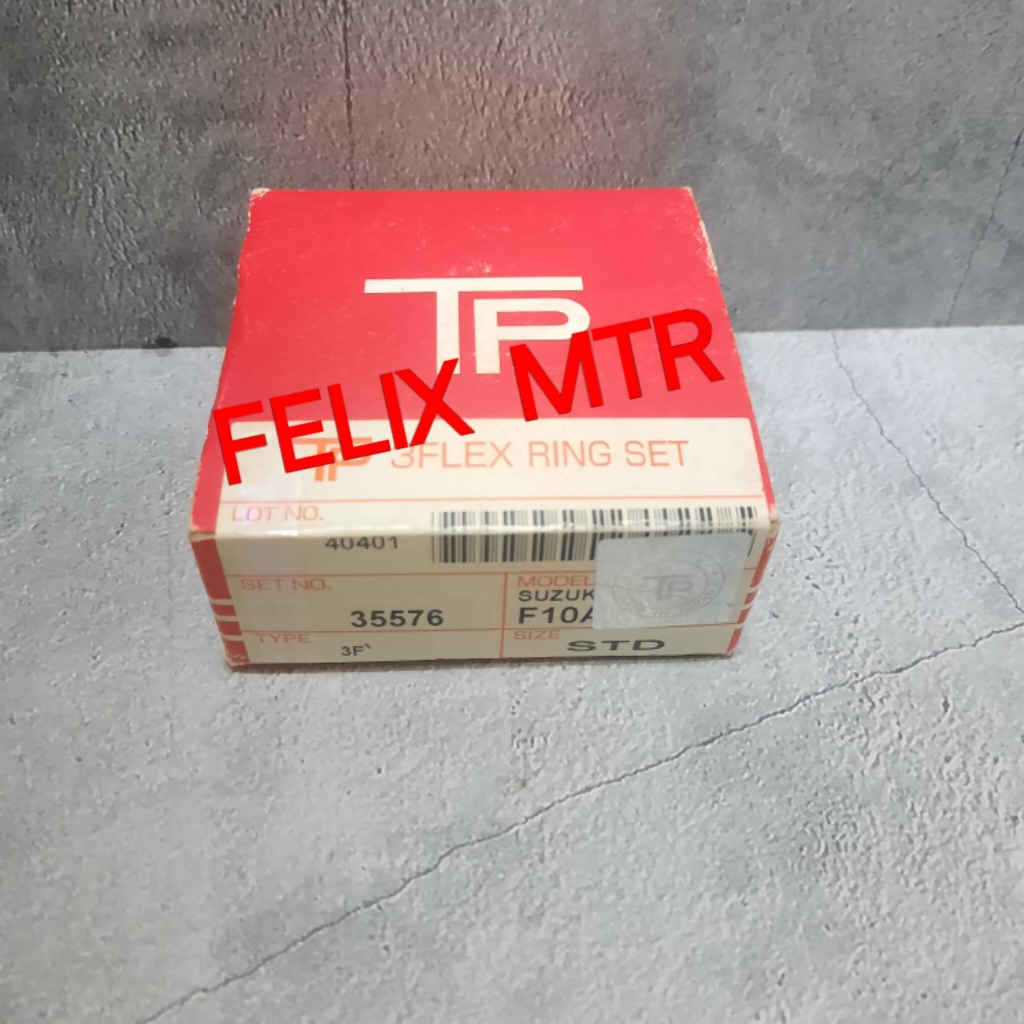 TP
FELIX MTR
TP 3FLEX RING SET
LOT NO.
40401
SET NO.
35576
MODEL
SUZUK
F10A
TYPE
3F
SIZE
STD
TP